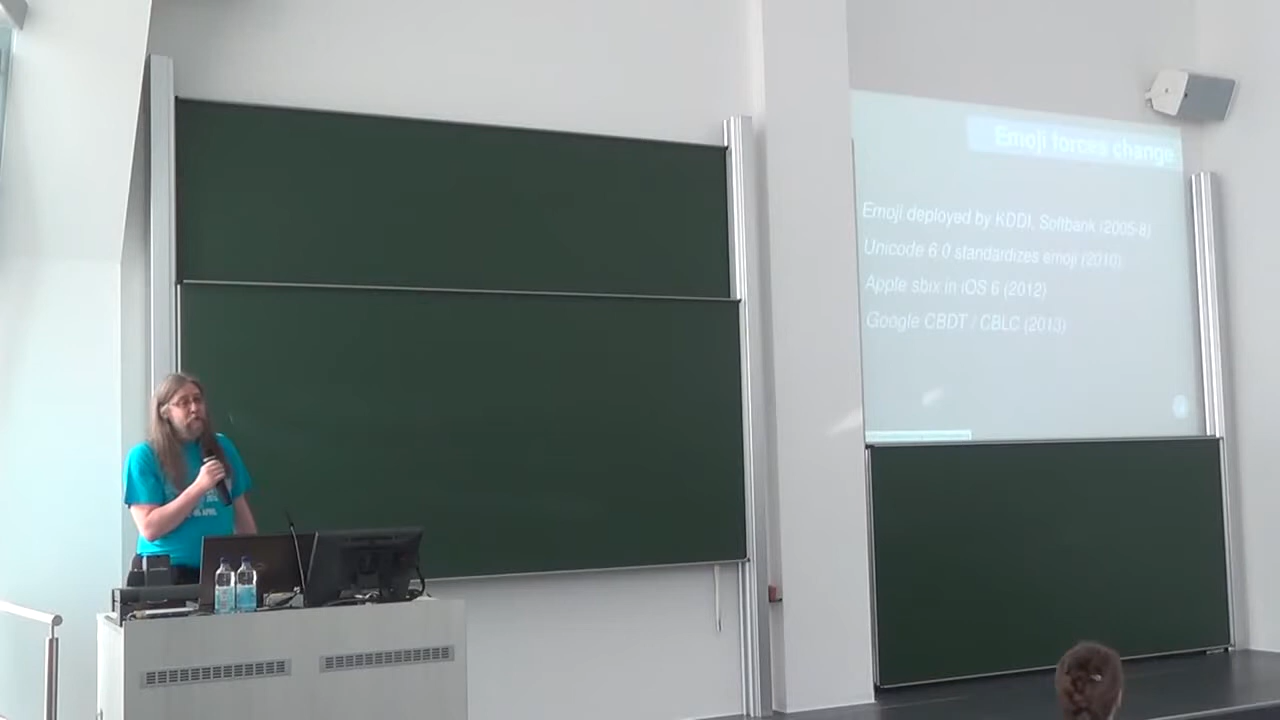 Emoji forces change
Emoji deployed by KDDI, Softbank (2005-8)
Unicode 6.0 standardizes emoji (2010)
Apple sbix in iOS 6 (2012)
Google CBDT / CBLC (2013)
APRIL